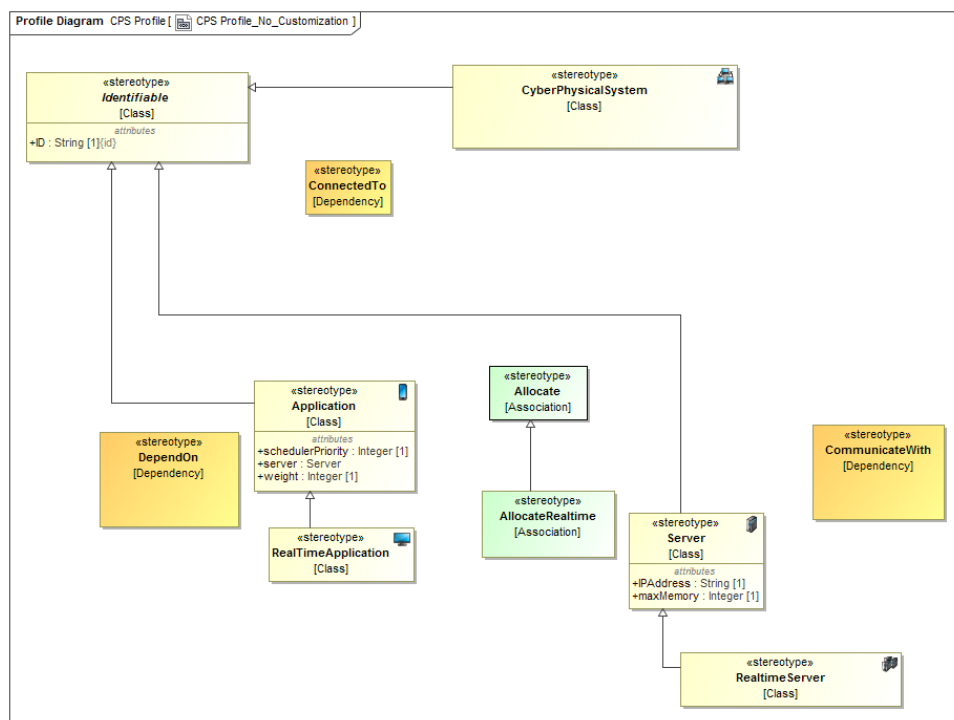 Profile Diagram CPS Profile [ CPS Profile_No_Customization ]
«stereotype»
Identifiable
[Class]
attributes
+ID : String [1]{id}
«stereotype»
CyberPhysicalSystem
[Class]
«stereotype»
ConnectedTo
[Dependency]
«stereotype»
Application
[Class]
attributes
+schedulerPriority : Integer [1]
+server : Server
+weight : Integer [1]
«stereotype»
Allocate
[Association]
«stereotype»
DependOn
[Dependency]
«stereotype»
CommunicateWith
[Dependency]
«stereotype»
AllocateRealtime
[Association]
«stereotype»
RealTimeApplication
[Class]
«stereotype»
Server
[Class]
attributes
+IPAddress : String [1]
+maxMemory : Integer [1]
«stereotype»
RealtimeServer
[Class]